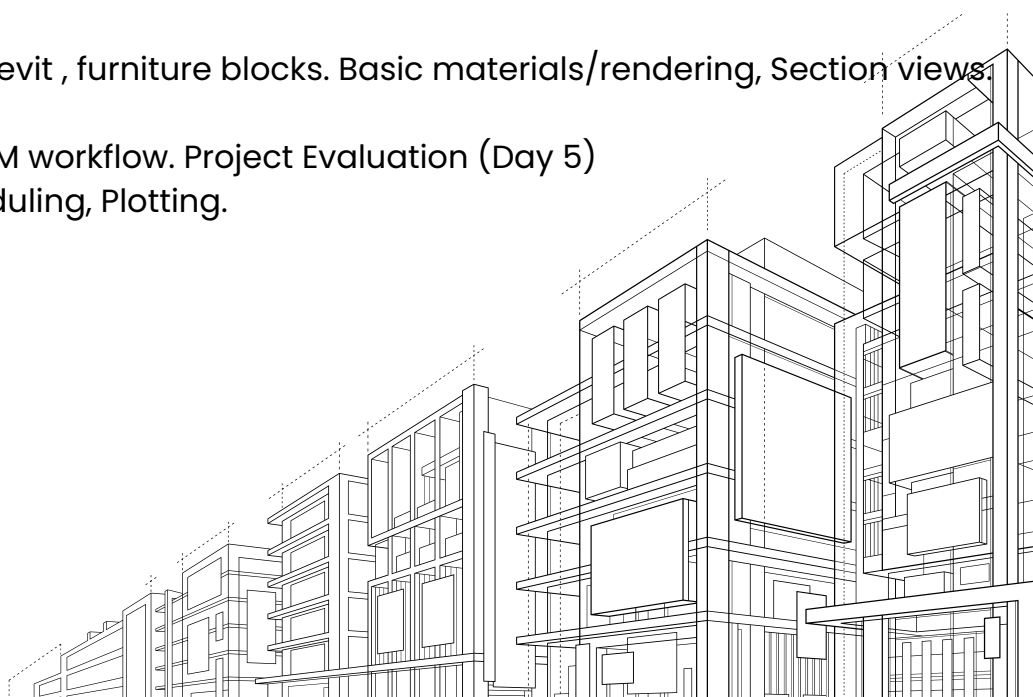 evit , furniture blocks. Basic materials/rendering, Section views.
M workflow. Project Evaluation (Day 5)
duling, Plotting.